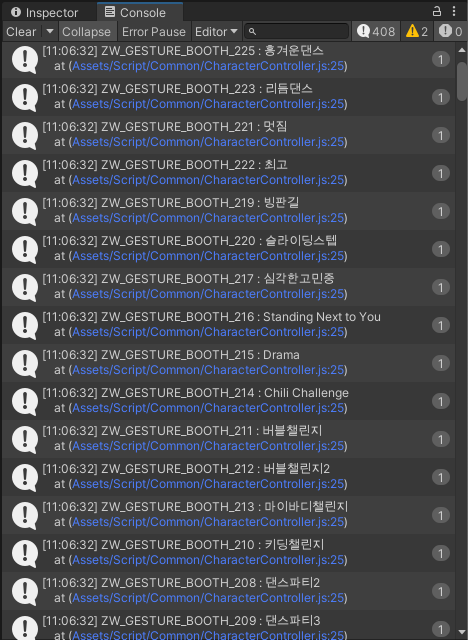 Inspector Console
Clear Collapse Error Pause Editor 408 2 0
[11:06:32] ZW_GESTURE_BOOTH_225 : 흥겨운댄스 1
at (Assets/Script/Common/CharacterController.js:25)
[11:06:32] ZW_GESTURE_BOOTH_223 : 리듬댄스 1
at (Assets/Script/Common/CharacterController.js:25)
[11:06:32] ZW_GESTURE_BOOTH_221 : 멋짐 1
at (Assets/Script/Common/CharacterController.js:25)
[11:06:32] ZW_GESTURE_BOOTH_222 : 최고 1
at (Assets/Script/Common/CharacterController.js:25)
[11:06:32] ZW_GESTURE_BOOTH_219 : 빙판길 1
at (Assets/Script/Common/CharacterController.js:25)
[11:06:32] ZW_GESTURE_BOOTH_220 : 슬라이딩스텝 1
at (Assets/Script/Common/CharacterController.js:25)
[11:06:32] ZW_GESTURE_BOOTH_217 : 심각한고민중 1
at (Assets/Script/Common/CharacterController.js:25)
[11:06:32] ZW_GESTURE_BOOTH_216 : Standing Next to You 1
at (Assets/Script/Common/CharacterController.js:25)
[11:06:32] ZW_GESTURE_BOOTH_215 : Drama 1
at (Assets/Script/Common/CharacterController.js:25)
[11:06:32] ZW_GESTURE_BOOTH_214 : Chili Challenge 1
at (Assets/Script/Common/CharacterController.js:25)
[11:06:32] ZW_GESTURE_BOOTH_211 : 버블챌린지 1
at (Assets/Script/Common/CharacterController.js:25)
[11:06:32] ZW_GESTURE_BOOTH_212 : 버블챌린지2 1
at (Assets/Script/Common/CharacterController.js:25)
[11:06:32] ZW_GESTURE_BOOTH_213 : 마이바디챌린지 1
at (Assets/Script/Common/CharacterController.js:25)
[11:06:32] ZW_GESTURE_BOOTH_210 : 키딩챌린지 1
at (Assets/Script/Common/CharacterController.js:25)
[11:06:32] ZW_GESTURE_BOOTH_208 : 댄스파티2 1
at (Assets/Script/Common/CharacterController.js:25)
[11:06:32] ZW_GESTURE_BOOTH_209 : 댄스파티3 1
at (Assets/Script/Common/CharacterController.js:25)